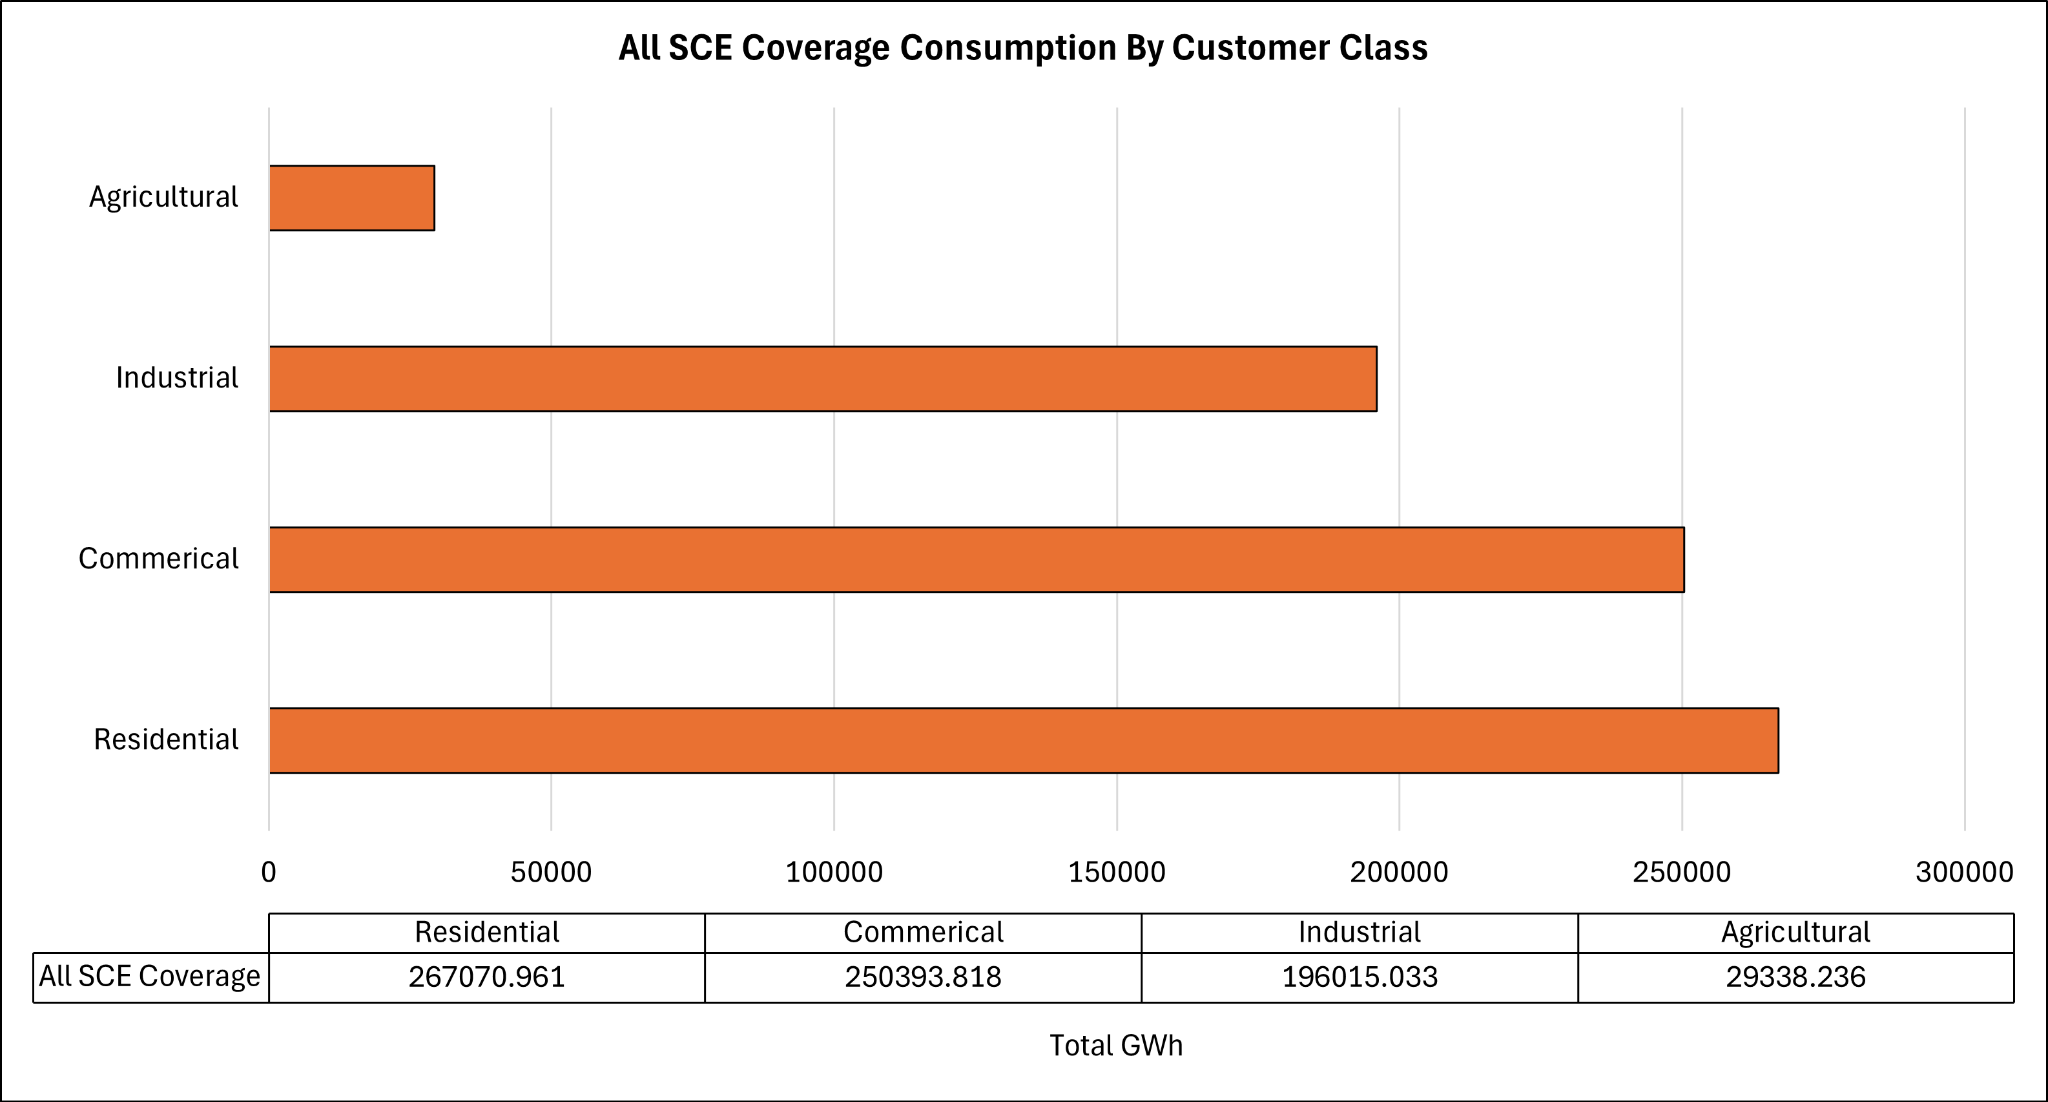 All SCE Coverage Consumption By Customer Class
Agricultural
Industrial
Commerical
Residential
0 50000 100000 150000 200000 250000 300000
Residential Commerical Industrial Agricultural
All SCE Coverage 267070.961 250393.818 196015.033 29338.236
Total GWh